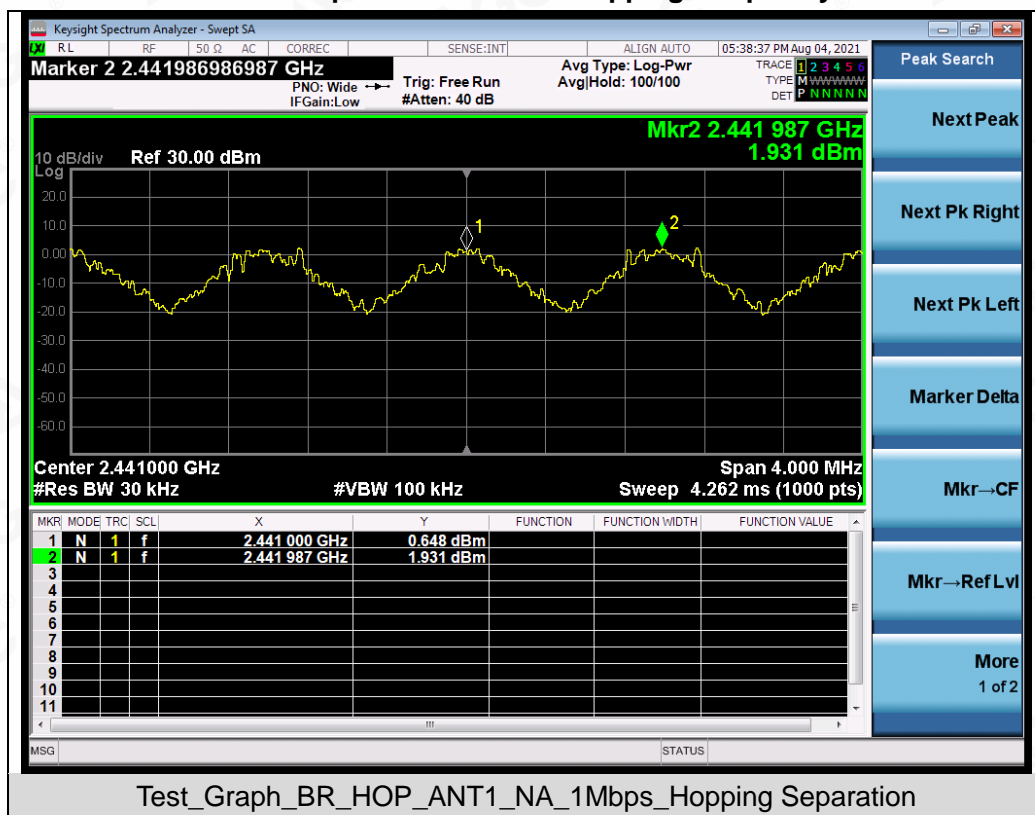 Keysight Spectrum Analyzer - Swept SA
LXI RL RF 50 Ω AC CORREC SENSE:INT ALIGN AUTO 05:38:37 PM Aug 04, 2021
Marker 2 2.441986986987 GHz
PNO: Wide
IFGain:Low
Trig: Free Run
#Atten: 40 dB
Avg Type: Log-Pwr
Avg|Hold: 100/100
TRACE 1 2 3 4 5 6
TYPE M WWWWW
DET P N N N N N
Mkr2 2.441 987 GHz
1.931 dBm
10 dB/div Ref 30.00 dBm
Log
20.0
10.0
0.00
-10.0
-20.0
-30.0
-40.0
-50.0
-60.0
1
2
Center 2.441000 GHz Span 4.000 MHz
#Res BW 30 kHz #VBW 100 kHz Sweep 4.262 ms (1000 pts)
MKR MODE TRC SCL X Y FUNCTION FUNCTION WIDTH FUNCTION VALUE
1 N 1 f 2.441 000 GHz 0.648 dBm
2 N 1 f 2.441 987 GHz 1.931 dBm
3
4
5
6
7
8
9
10
11
MSG STATUS
Peak Search
Next Peak
Next Pk Right
Next Pk Left
Marker Delta
Mkr→CF
Mkr→Ref Lvl
More
1 of 2
Test_Graph_BR_HOP_ANT1_NA_1Mbps_Hopping Separation